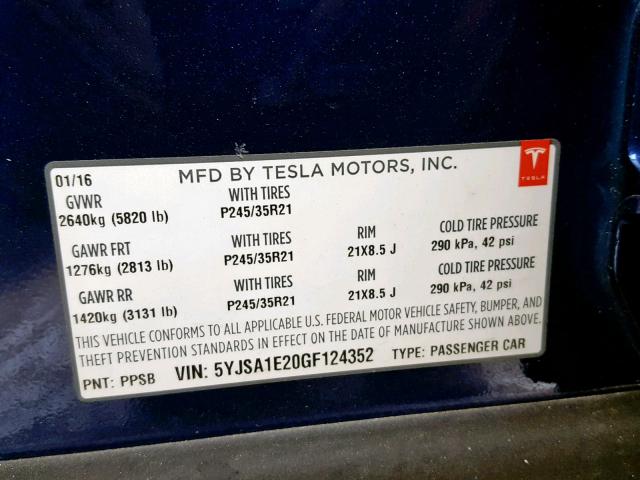 01/16 MFD BY TESLA MOTORS, INC. TESLA
GVWR WITH TIRES
2640kg (5820 lb) P245/35R21
GAWR FRT WITH TIRES RIM COLD TIRE PRESSURE
1276kg (2813 lb) P245/35R21 21X8.5 J 290 kPa, 42 psi
GAWR RR WITH TIRES RIM COLD TIRE PRESSURE
1420kg (3131 lb) P245/35R21 21X8.5 J 290 kPa, 42 psi
THIS VEHICLE CONFORMS TO ALL APPLICABLE U.S. FEDERAL MOTOR VEHICLE SAFETY, BUMPER, AND
THEFT PREVENTION STANDARDS IN EFFECT ON THE DATE OF MANUFACTURE SHOWN ABOVE.
PNT: PPSB VIN: 5YJSA1E20GF124352 TYPE: PASSENGER CAR